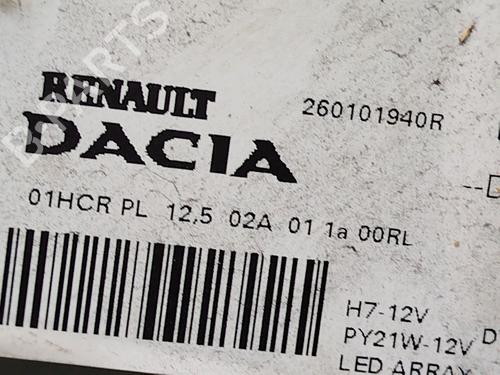 RENAULT
260101940R
DACIA
01HCR PL 12,5 02A 01 1a 00RL
H7-12V
PY21W-12V
LED ARRAY